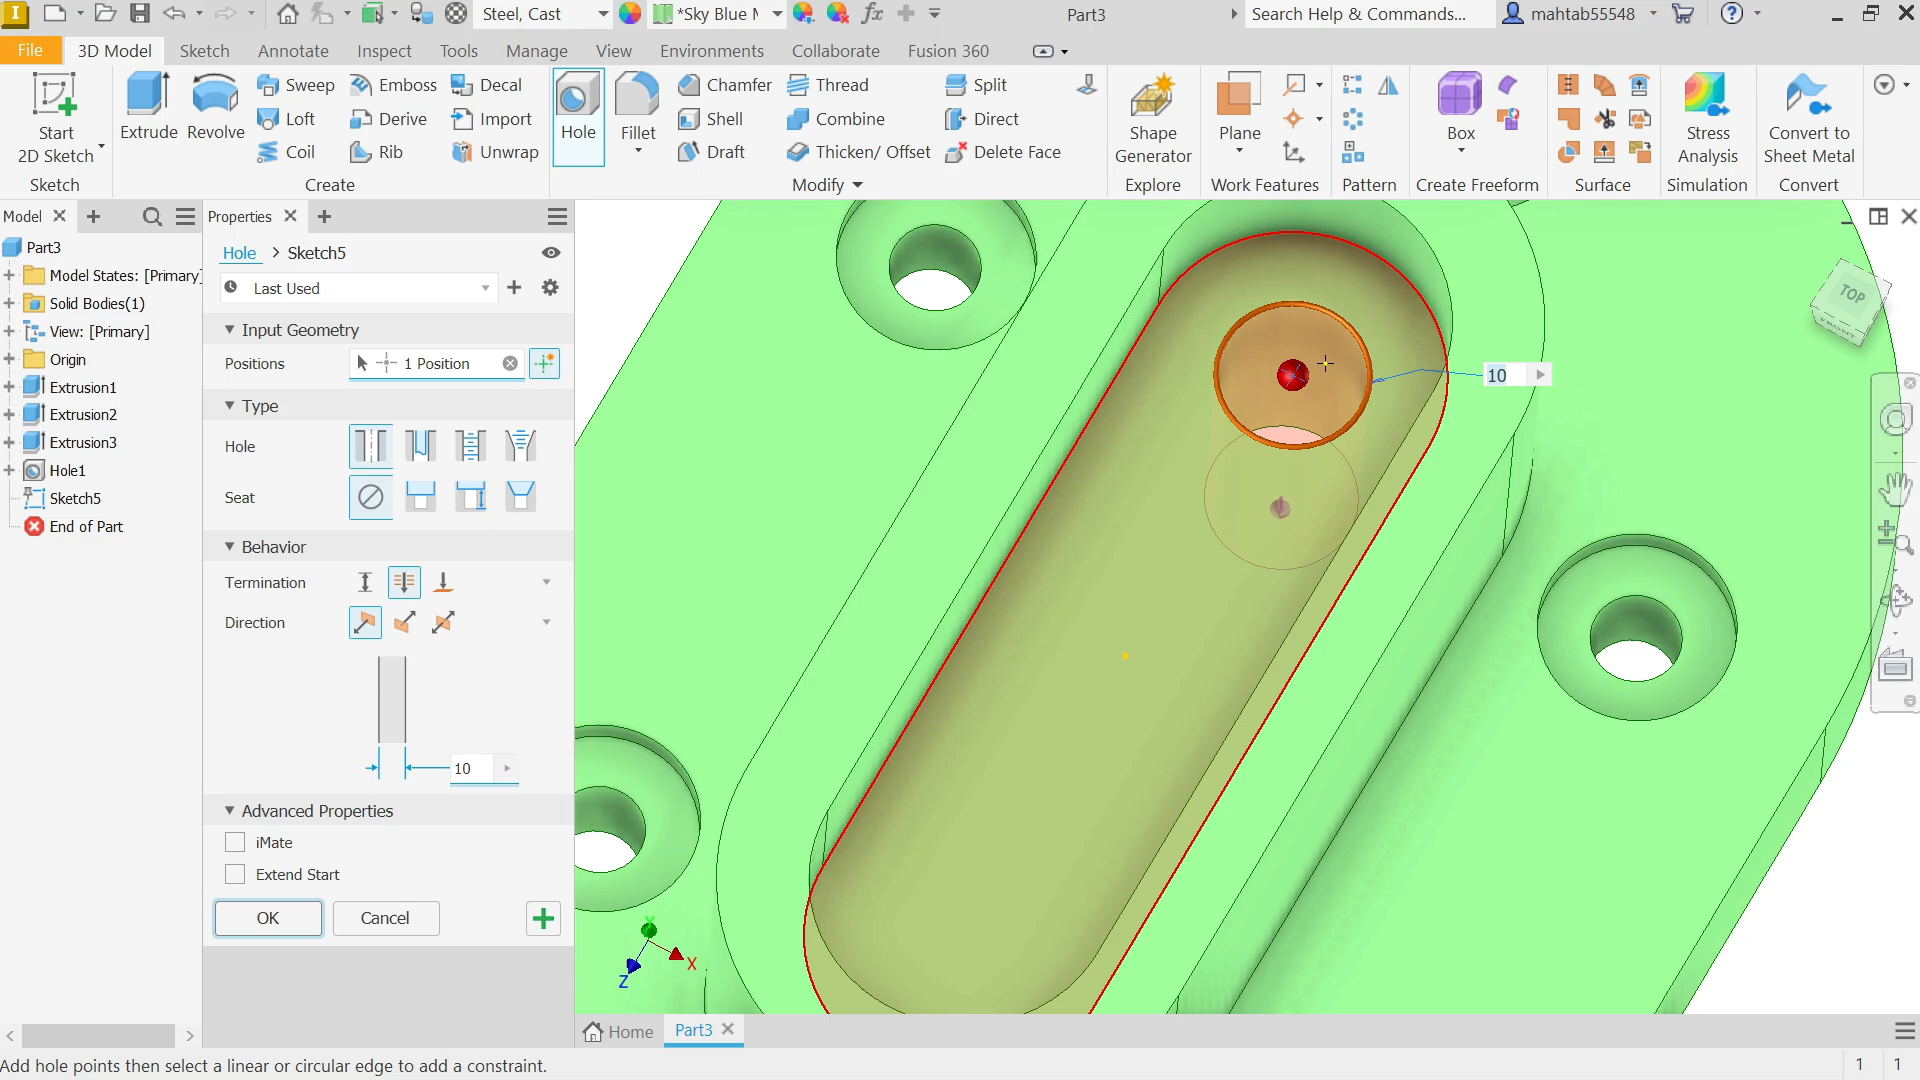 I Steel, Cast *Sky Blue fx Part3 Search Help & Commands... mahtab55548 ?
File 3D Model Sketch Annotate Inspect Tools Manage View Environments Collaborate Fusion 360
Start
2D Sketch
Sketch
Extrude
Revolve
Sweep
Loft
Coil
Emboss
Derive
Rib
Decal
Import
Unwrap
Create
Hole
Fillet
Chamfer
Shell
Draft
Thread
Combine
Thicken/ Offset
Split
Direct
Delete Face
Modify
Shape
Generator
Explore
Plane
Work Features
Pattern
Box
Create Freeform
Surface
Stress
Analysis
Simulation
Convert to
Sheet Metal
Convert
Model
Part3
Model States: [Primary]
Solid Bodies(1)
View: [Primary]
Origin
Extrusion1
Extrusion2
Extrusion3
Hole1
Sketch5
End of Part
Properties
Hole > Sketch5
Last Used
Input Geometry
Positions 1 Position
Type
Hole
Seat
Behavior
Termination
Direction
10
Advanced Properties
iMate
Extend Start
OK Cancel
10
TOP
FRONT
Y
X
Z
Home Part3
Add hole points then select a linear or circular edge to add a constraint.
1 1